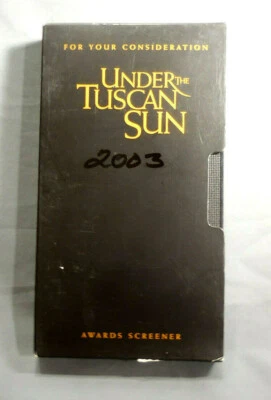 FOR YOUR CONSIDERATION
UNDER THE
TUSCAN
SUN
2003
AWARDS SCREENER